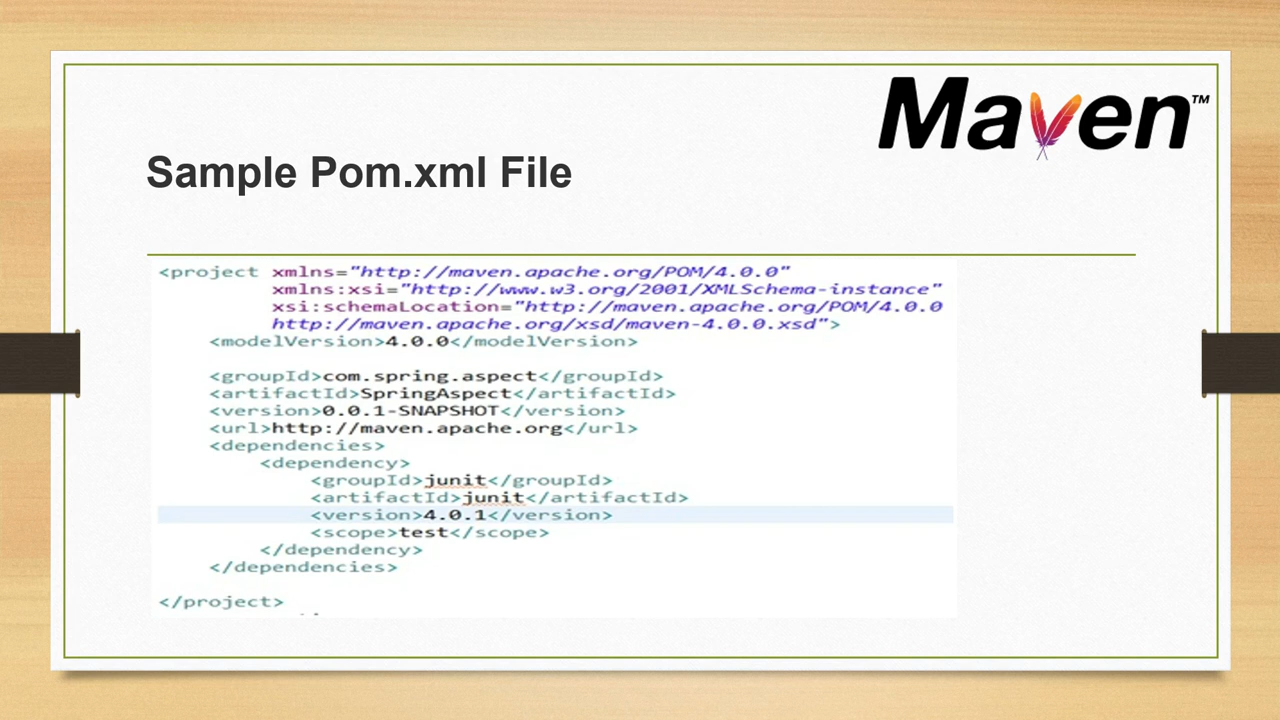 Maven™
Sample Pom.xml File
<project xmlns="http://maven.apache.org/POM/4.0.0"
xmlns:xsi="http://www.w3.org/2001/XMLSchema-instance"
xsi:schemaLocation="http://maven.apache.org/POM/4.0.0
http://maven.apache.org/xsd/maven-4.0.0.xsd">
<modelVersion>4.0.0</modelVersion>
<groupId>com.spring.aspect</groupId>
<artifactId>SpringAspect</artifactId>
<version>0.0.1-SNAPSHOT</version>
<url>http://maven.apache.org</url>
<dependencies>
<dependency>
<groupId>junit</groupId>
<artifactId>junit</artifactId>
<version>4.0.1</version>
<scope>test</scope>
</dependency>
</dependencies>
</project>